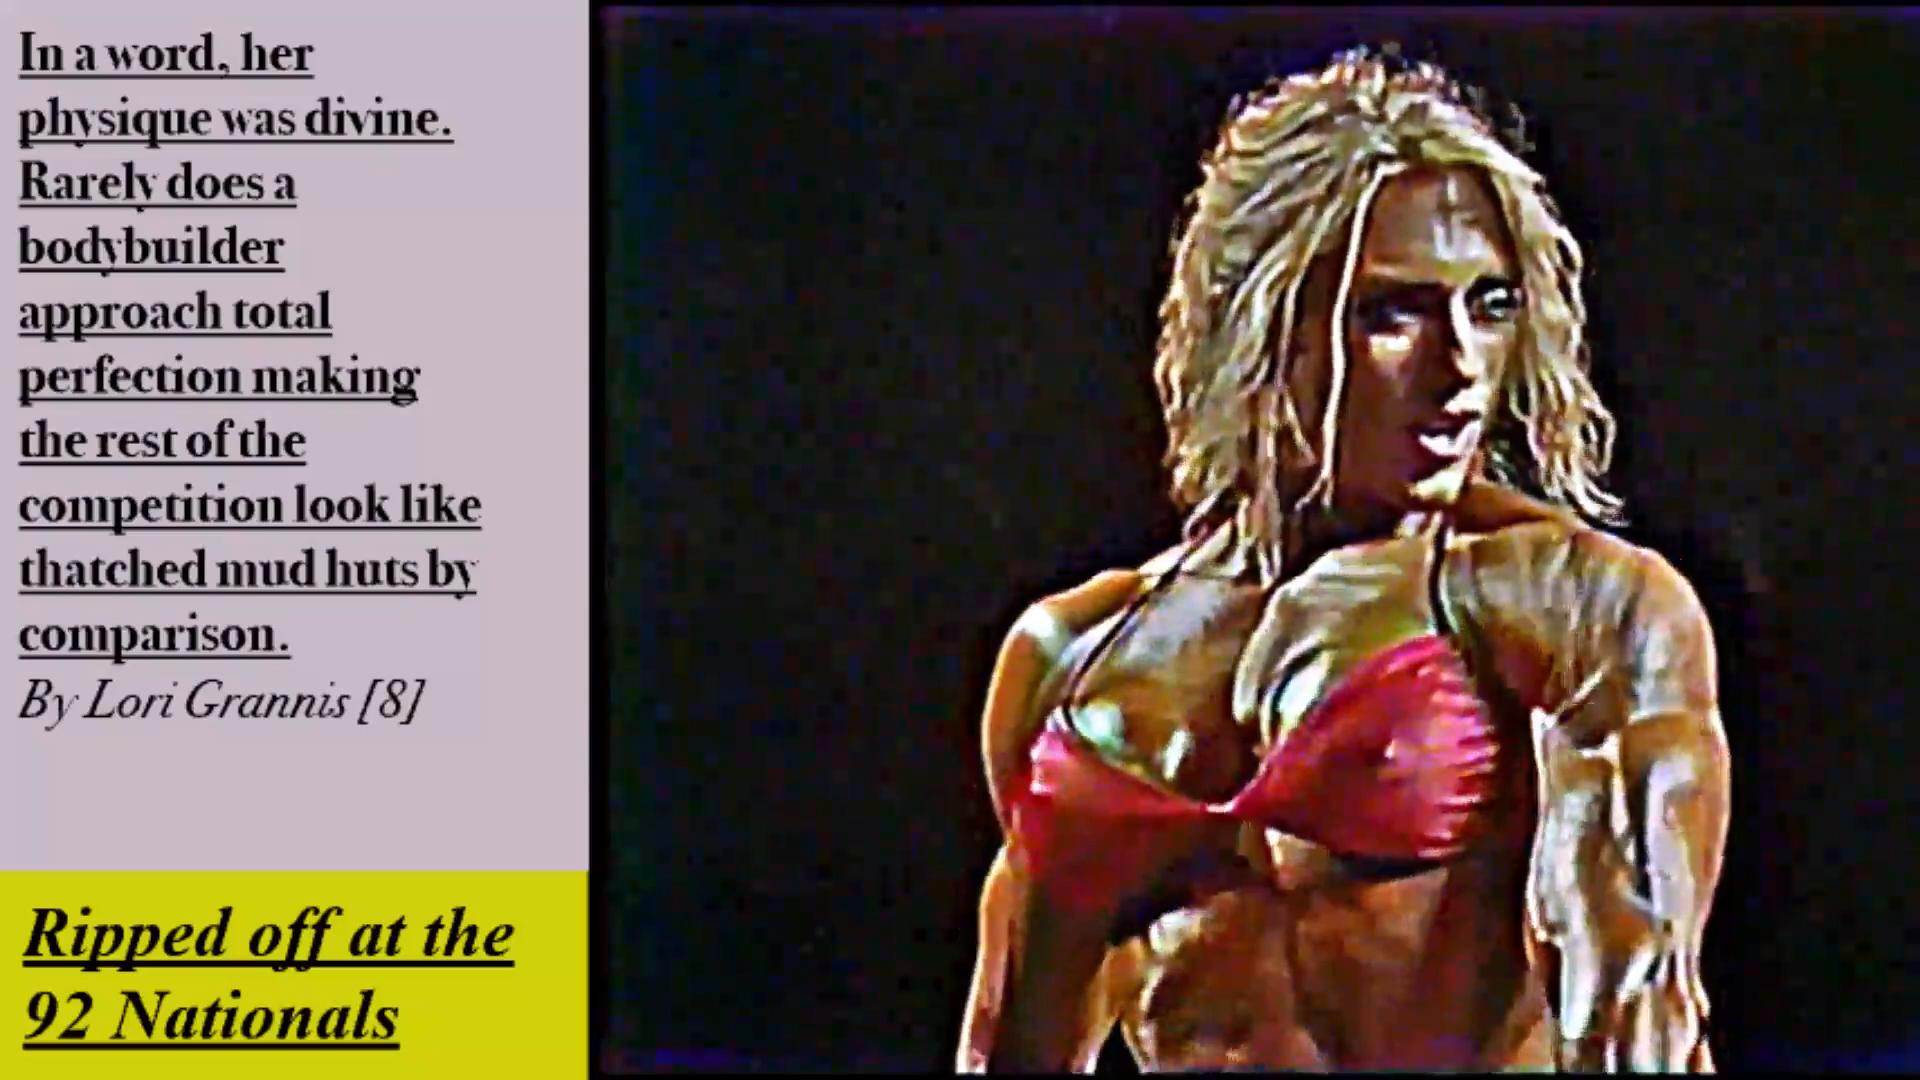 In a word, her
physique was divine.
Rarely does a
bodybuilder
approach total
perfection making
the rest of the
competition look like
thatched mud huts by
comparison.
By Lori Grannis [8]
Ripped off at the
92 Nationals